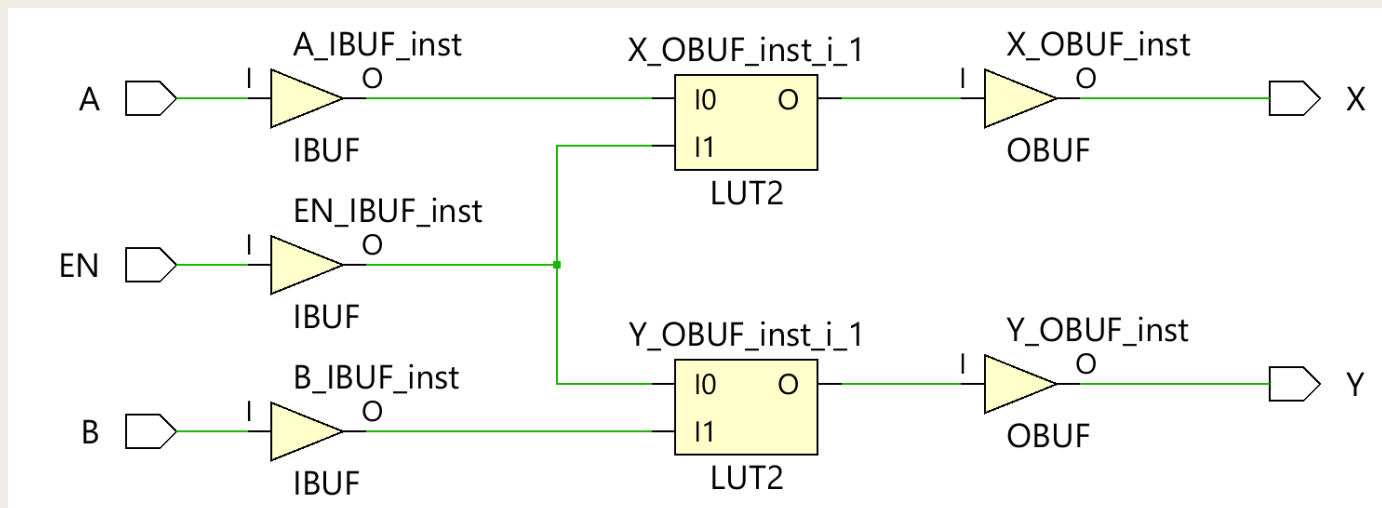 A_IBUF_inst
X_OBUF_inst_i_1
X_OBUF_inst
A
I
O
I0
O
I
O
X
IBUF
I1
OBUF
LUT2
EN_IBUF_inst
EN
I
O
IBUF
Y_OBUF_inst_i_1
Y_OBUF_inst
B_IBUF_inst
I0
O
I
O
Y
B
I
O
I1
OBUF
IBUF
LUT2